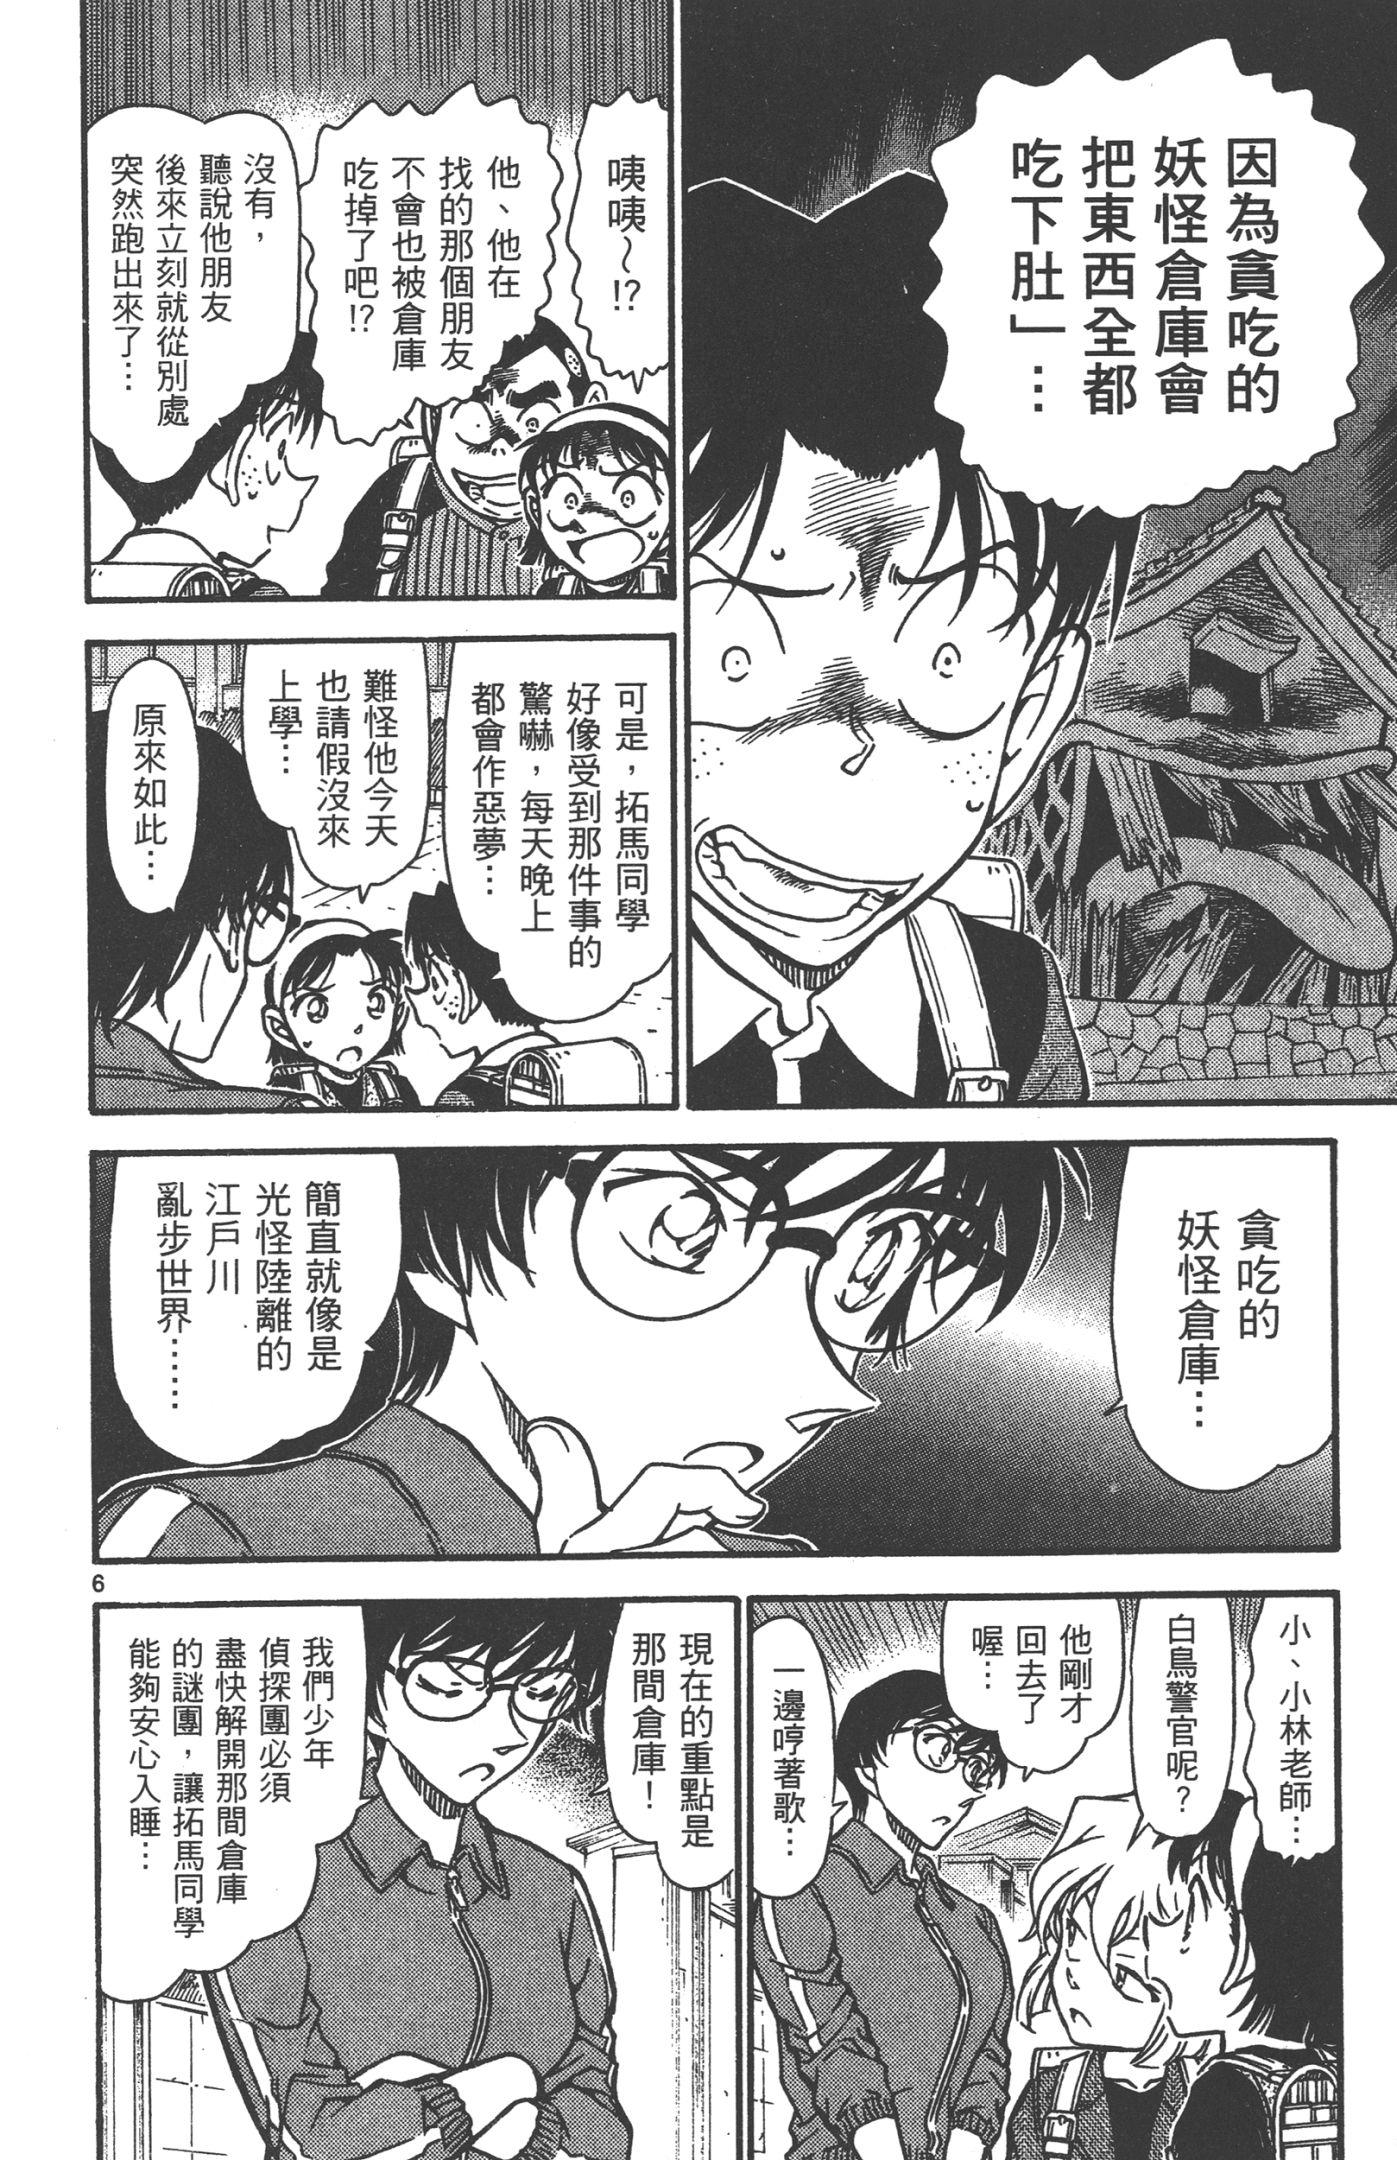 因為貪吃的
妖怪倉庫會
把東西全都
吃下肚」…
咦咦～!?
他、他在
找的那個朋友
不會也被倉庫
吃掉了吧!?
沒有，
聽說他朋友
後來立刻就從別處
突然跑出來了…
可是，拓馬同學
好像受到那件事的
驚嚇，每天晚上
都會作惡夢…
難怪他今天
也請假沒來
上學…
原來如此…
貪吃的
妖怪倉庫…
簡直就像是
光怪陸離的
江戶川
亂步世界……
6
小、小林老師…
白鳥警官呢？
他剛才
回去了
喔…
一邊哼著歌…
現在的重點是
那間倉庫！
我們少年
偵探團必須
盡快解開那間倉庫
的謎團，讓拓馬同學
能夠安心入睡…